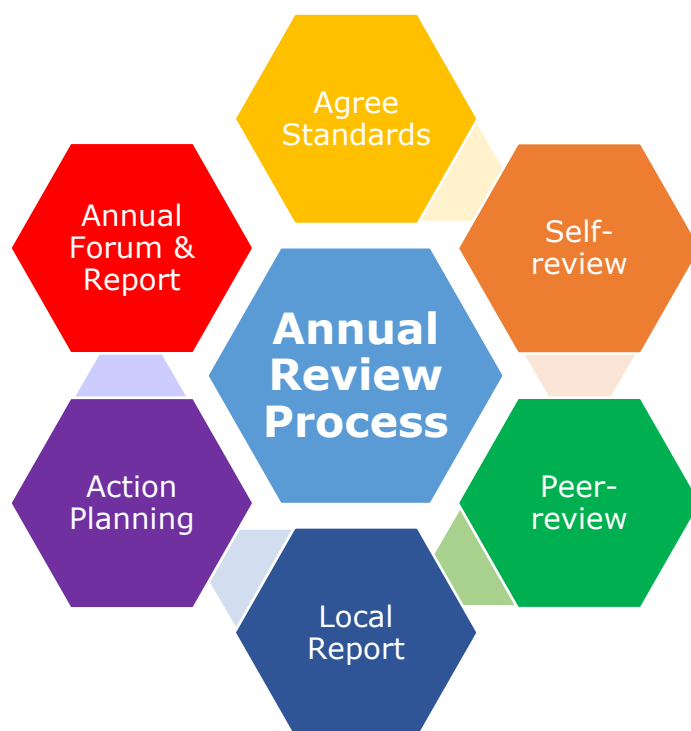 Agree
Standards
Self-
review
Peer-
review
Local
Report
Action
Planning
Annual
Forum &
Report
Annual
Review
Process